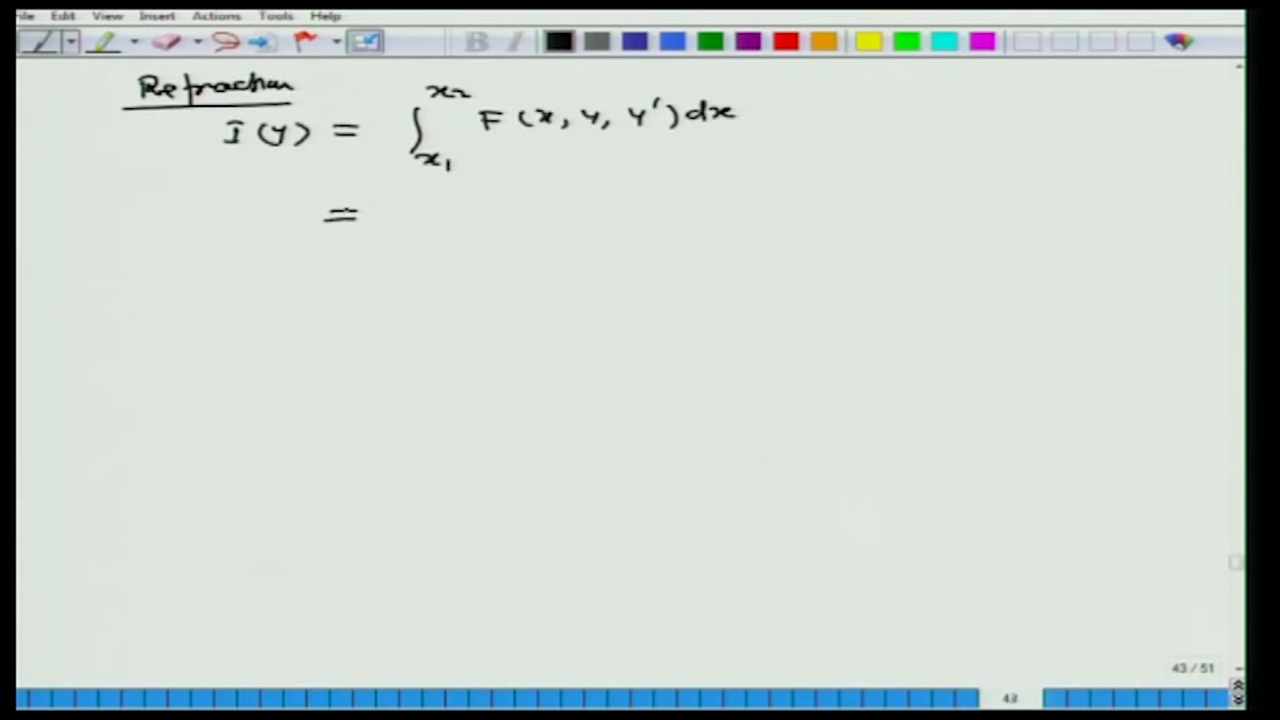 File Edit View Insert Actions Tools Help
B I
Refraction
I(y) = ∫_{x1}^{x2} F(x, y, y')dx
=
43 / 51
43